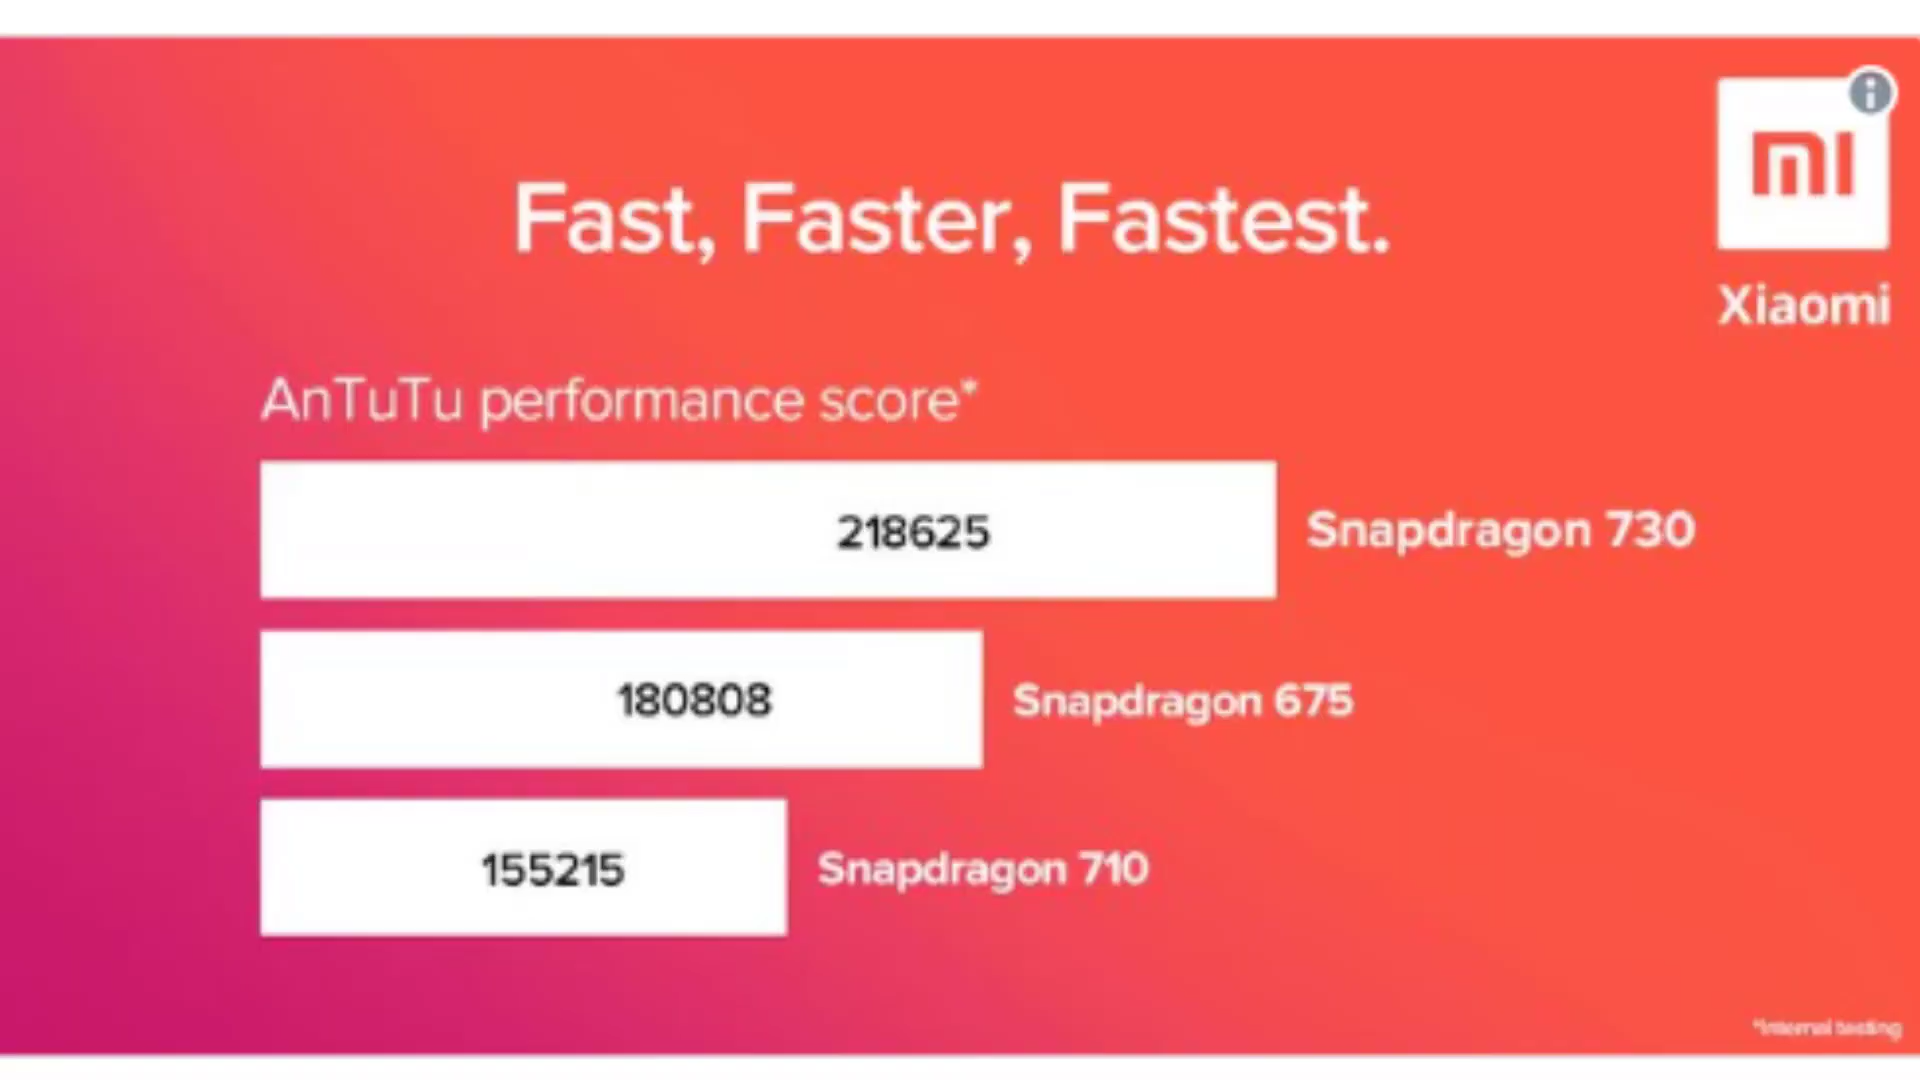 mi
Fast, Faster, Fastest.
Xiaomi
AnTuTu performance score*
218625 Snapdragon 730
180808 Snapdragon 675
155215 Snapdragon 710
*Internal testing